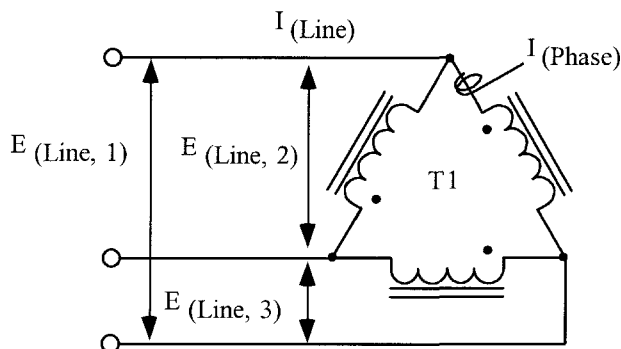 I (Line)
I (Phase)
E (Line, 1)
E (Line, 2)
T1
E (Line, 3)